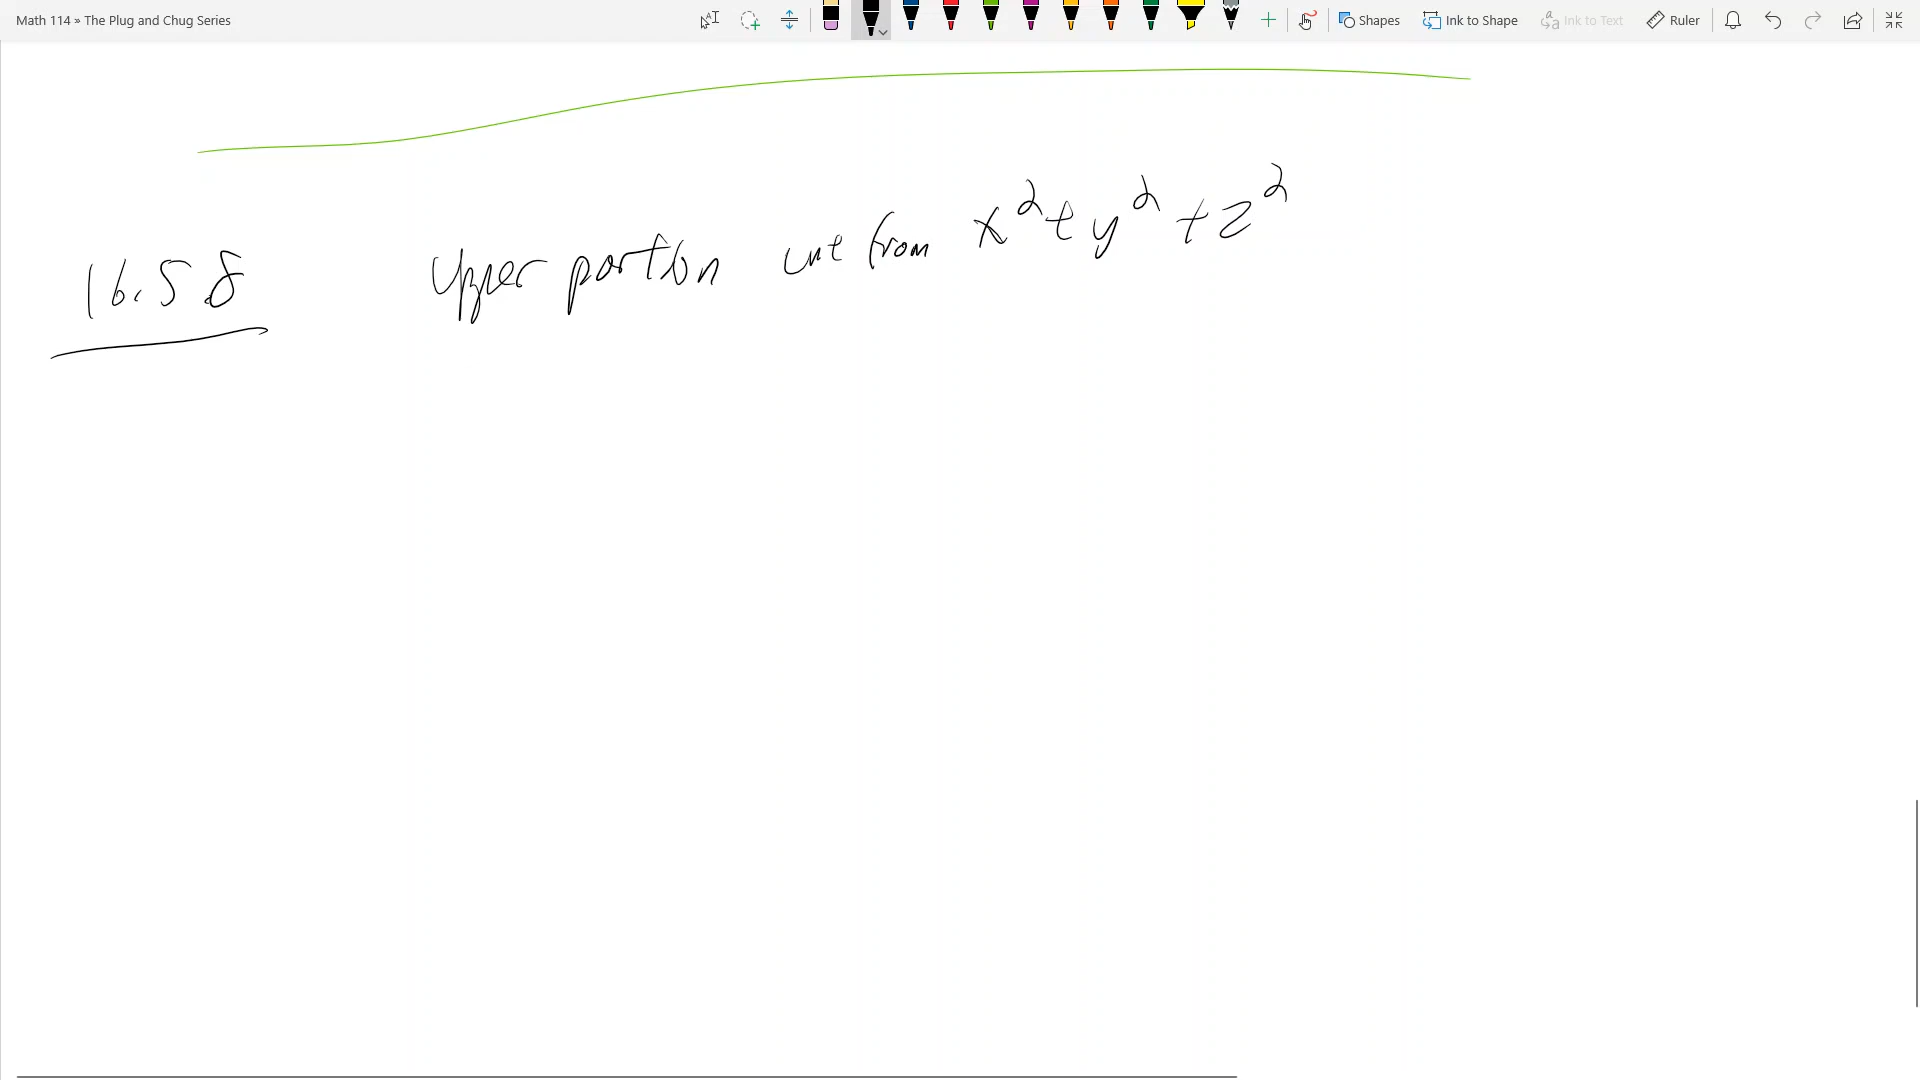 Math 114 » The Plug and Chug Series
Shapes
Ink to Shape
Ink to Text
Ruler
16.5.8
Upper portion cut from x²+y²+z²